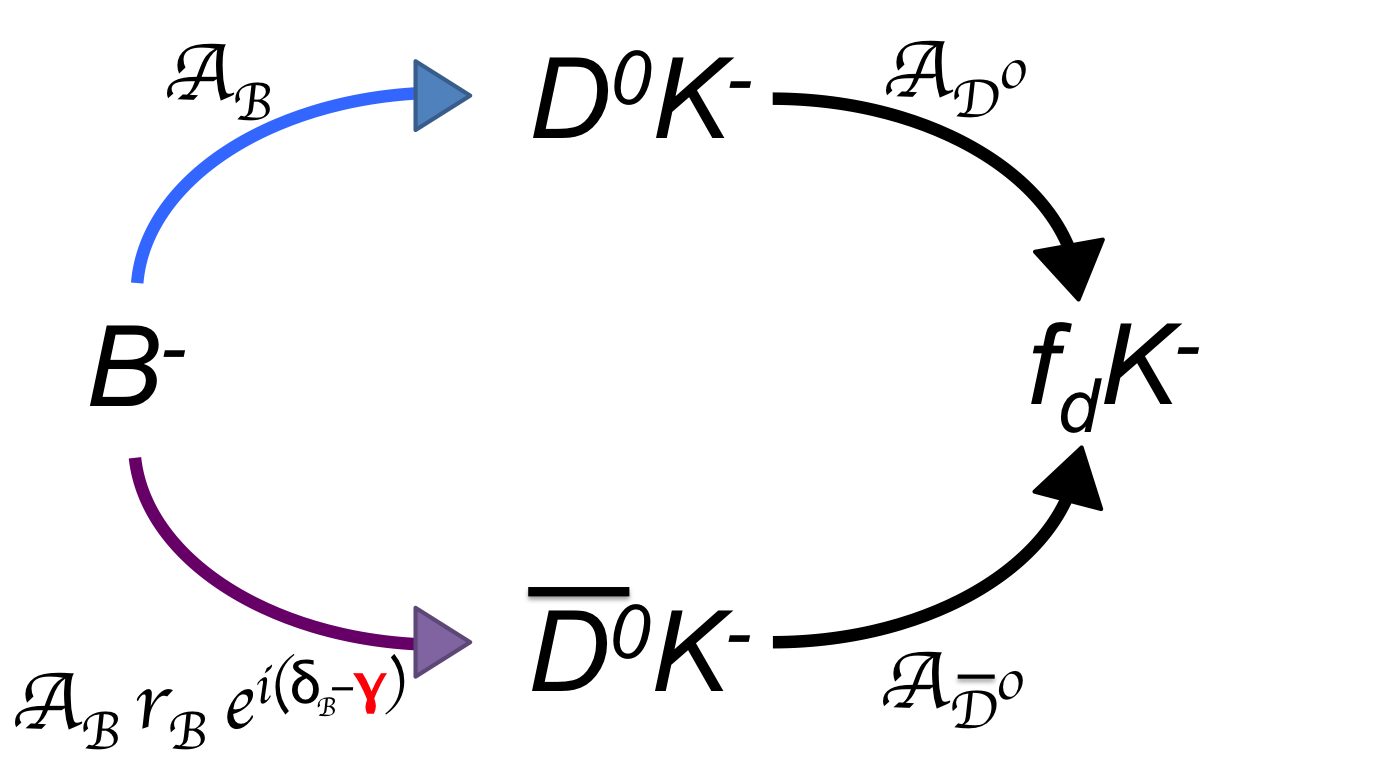 𝒜_ℬ
D⁰K⁻
𝒜_𝒟⁰
B⁻
f_dK⁻
𝒜_ℬ r_ℬ e^{i(δ_ℬ−γ)}
D̅⁰K⁻
𝒜_𝒟̅⁰